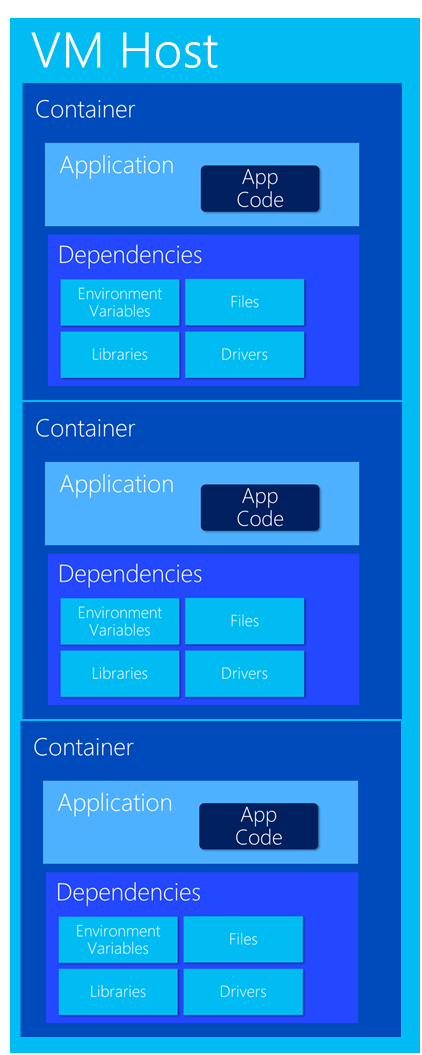 VM Host
Container
Application
App
Code
Dependencies
Environment
Variables
Files
Libraries
Drivers
Container
Application
App
Code
Dependencies
Environment
Variables
Files
Libraries
Drivers
Container
Application
App
Code
Dependencies
Environment
Variables
Files
Libraries
Drivers